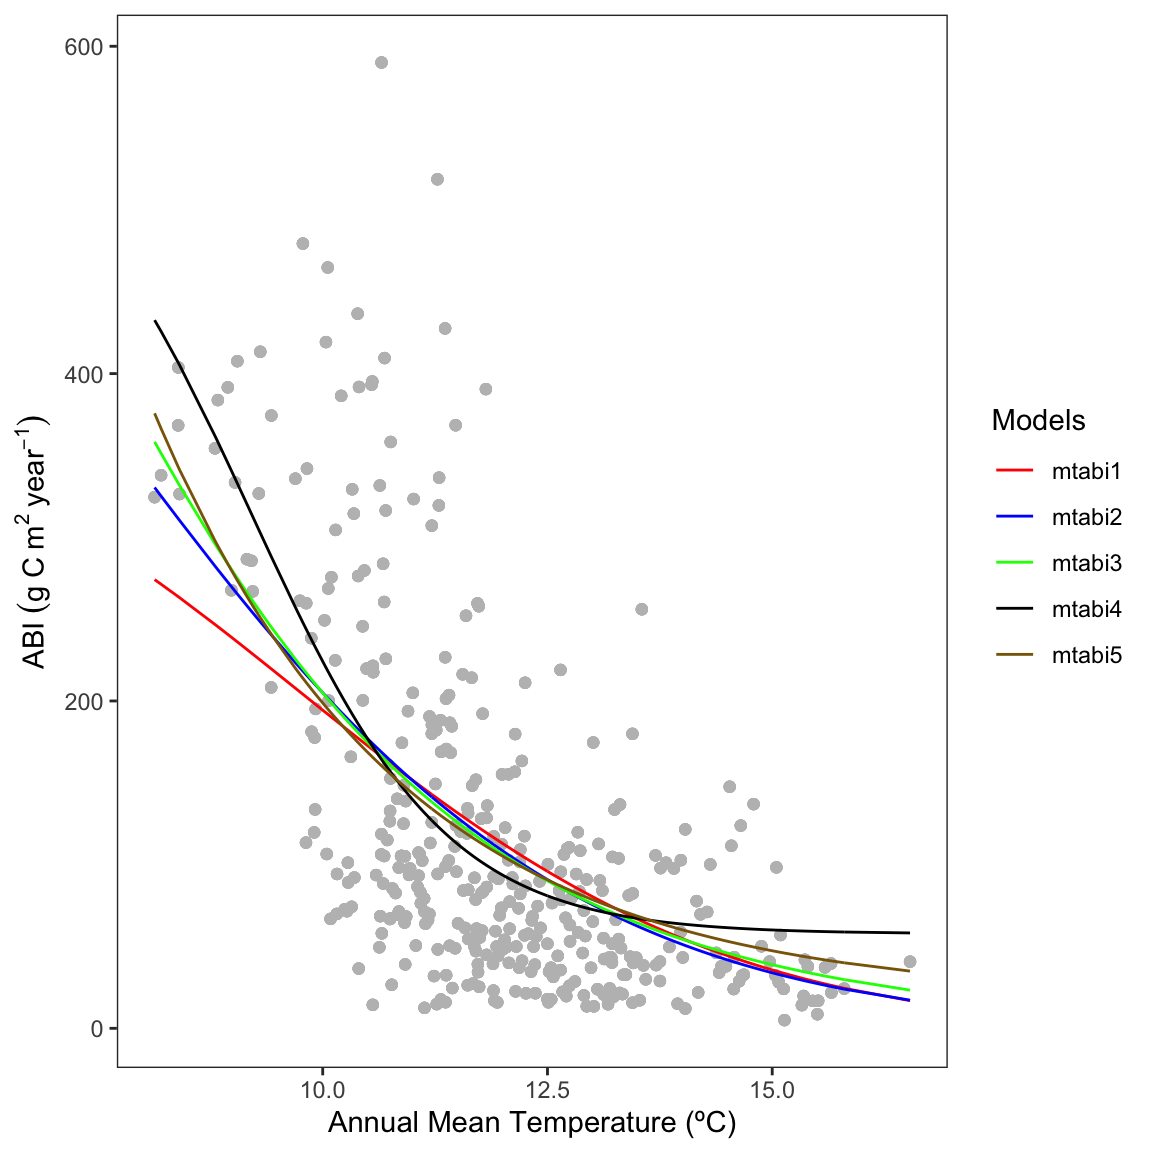 600
400
200
0
ABI (g C m² year⁻¹)
10.0 12.5 15.0
Annual Mean Temperature (ºC)
Models
mtabi1
mtabi2
mtabi3
mtabi4
mtabi5